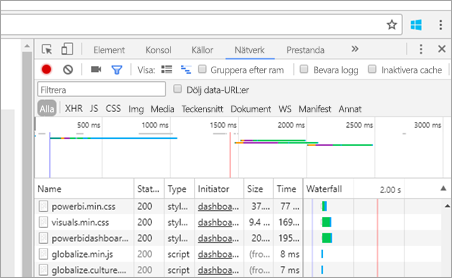 Element Konsol Källor Nätverk Prestanda
Visa: Gruppera efter ram Bevara logg Inaktivera cache
Filtrera Dölj data-URL:er
Alla XHR JS CSS Img Media Teckensnitt Dokument WS Manifest Annat
500 ms 1000 ms 1500 ms 2000 ms 2500 ms 3000 ms
Name Stat... Type Initiator Size Time Waterfall 2.00 s
powerbi.min.css 200 styl... dashboa... 37.... 77 ...
visuals.min.css 200 styl... dashboa... 9.4 ... 169...
powerbidashboar... 200 styl... dashboa... 20.... 195...
globalize.min.js 200 script dashboa... (fro... 8 ms
globalize.culture.... 200 script dashboa... (fro... 7 ms